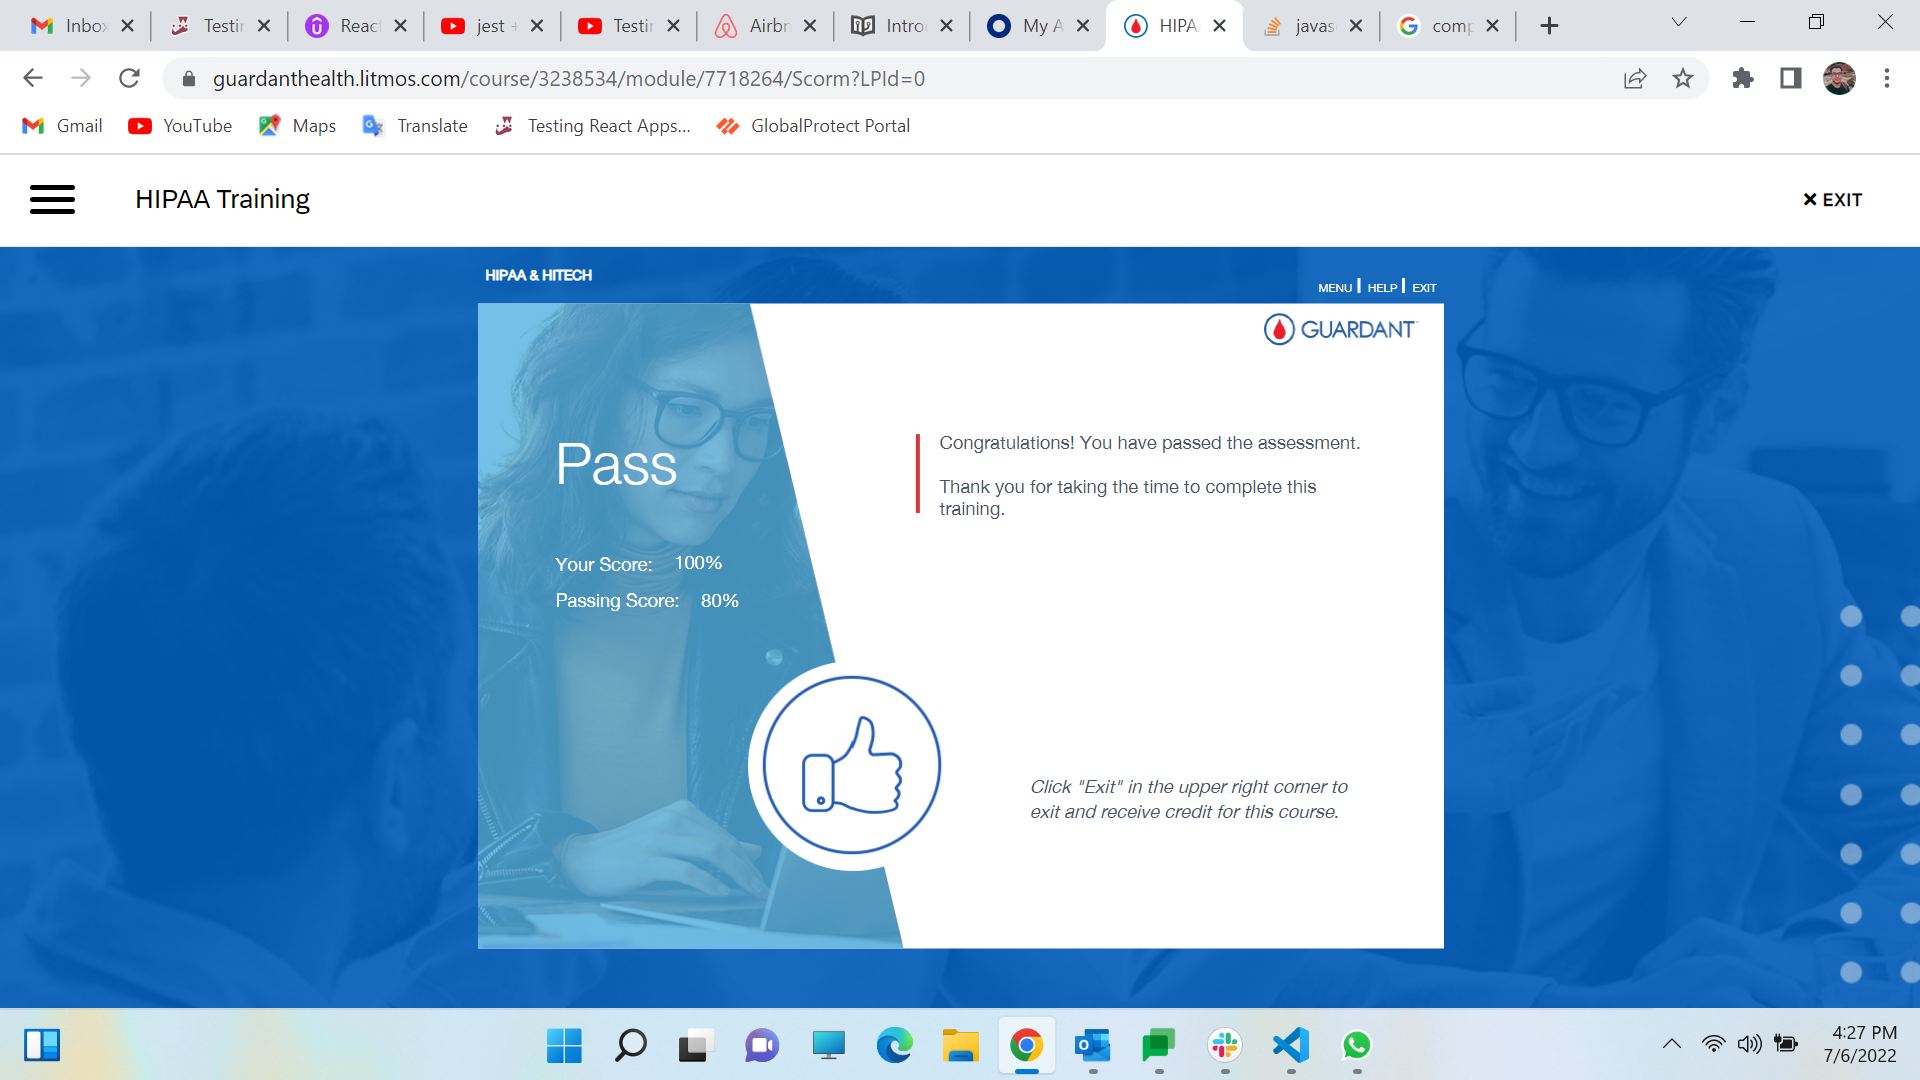 Inbox
Testin
React
jest +
Testin
Airbn
Intro
My A
HIPA
javas
comp
guardanthealth.litmos.com/course/3238534/module/7718264/Scorm?LPId=0
Gmail YouTube Maps Translate Testing React Apps... GlobalProtect Portal
HIPAA Training
EXIT
HIPAA & HITECH
MENU HELP EXIT
GUARDANT
Pass
Your Score: 100%
Passing Score: 80%
Congratulations! You have passed the assessment.
Thank you for taking the time to complete this
training.
Click "Exit" in the upper right corner to
exit and receive credit for this course.
4:27 PM
7/6/2022